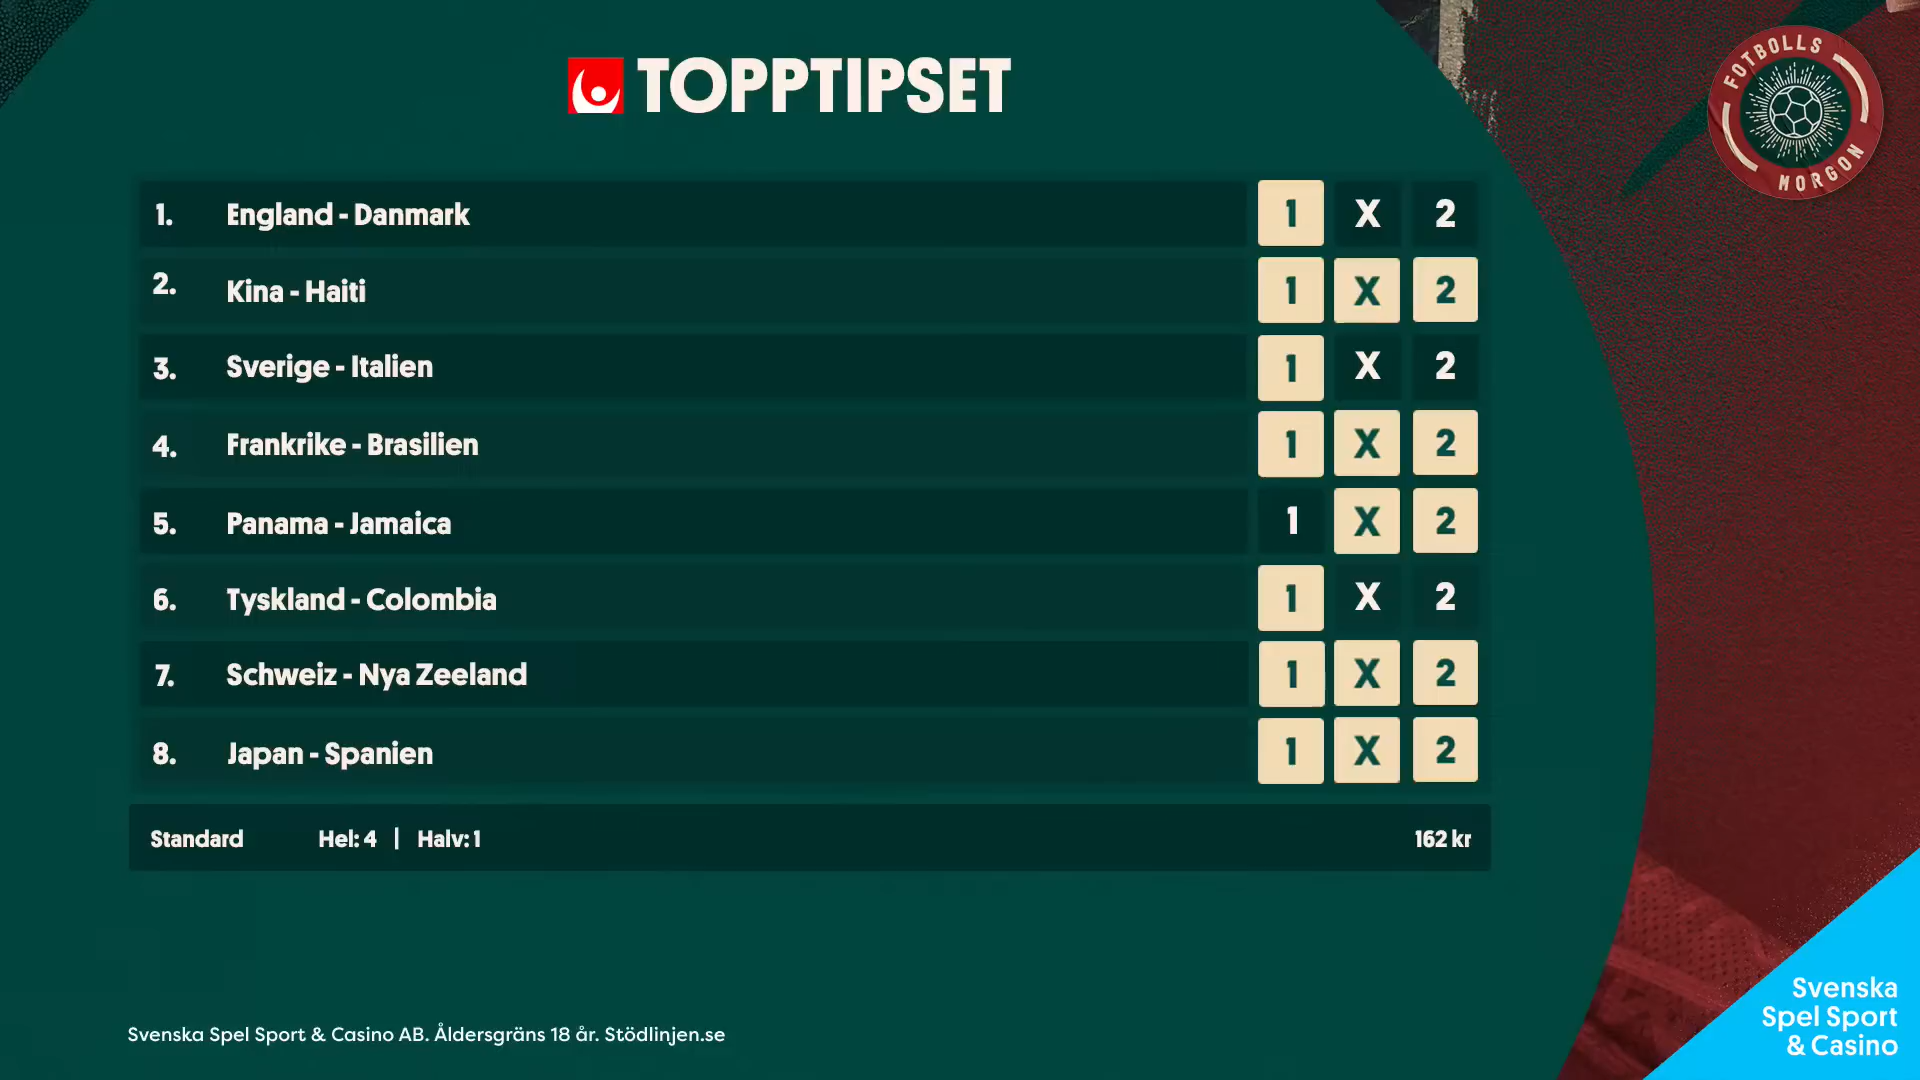 TOPPTIPSET
FOTBOLLS
MORGON
1. England - Danmark 1 X 2
2. Kina - Haiti 1 X 2
3. Sverige - Italien 1 X 2
4. Frankrike - Brasilien 1 X 2
5. Panama - Jamaica 1 X 2
6. Tyskland - Colombia 1 X 2
7. Schweiz - Nya Zeeland 1 X 2
8. Japan - Spanien 1 X 2
Standard Hel: 4 | Halv: 1 162 kr
Svenska Spel Sport & Casino AB. Åldersgräns 18 år. Stödlinjen.se
Svenska
Spel Sport
& Casino